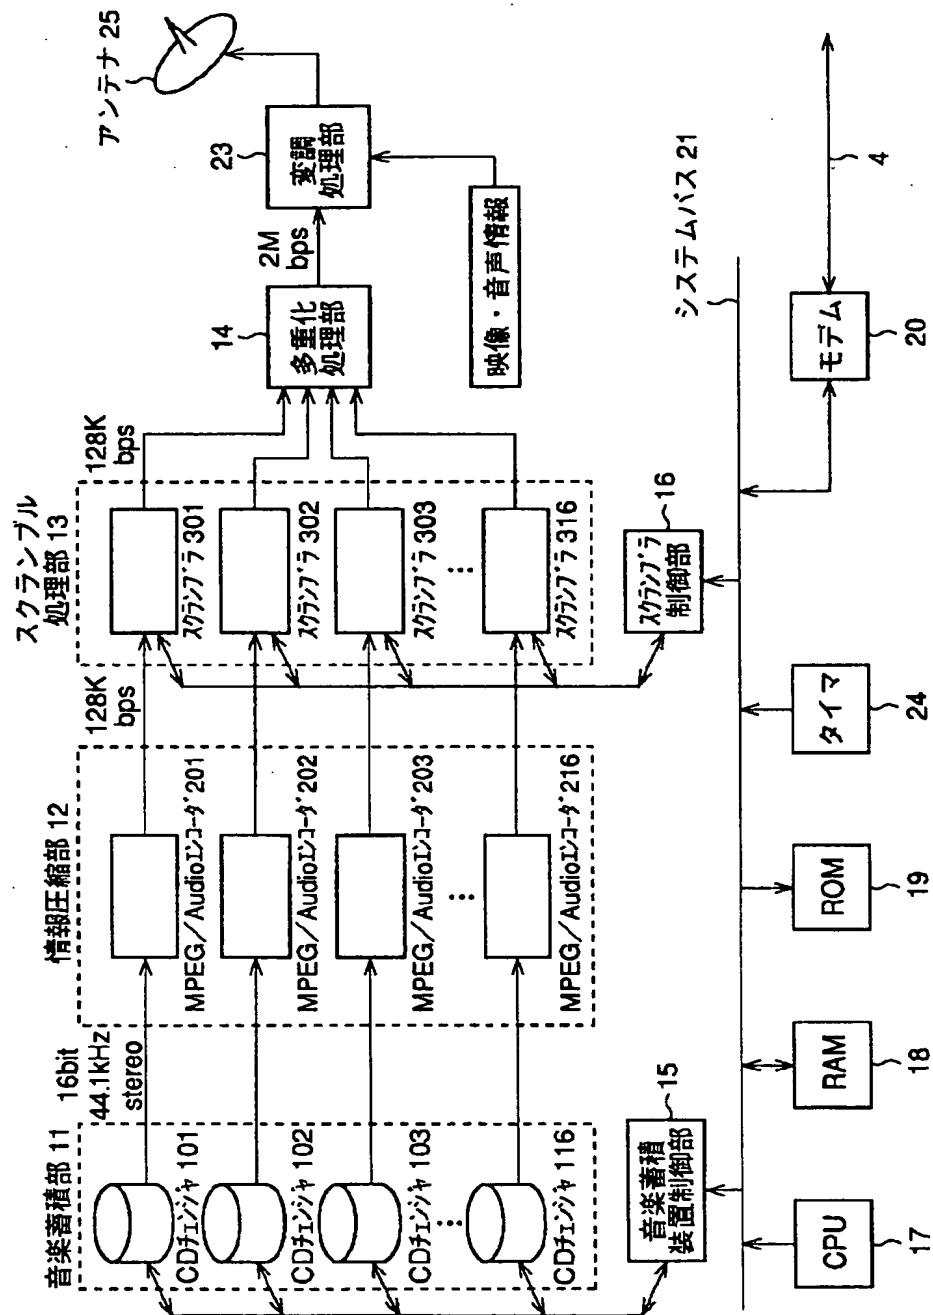 音楽蓄積部 11
16bit
44.1kHz
stereo
CDチェンジャ 101
CDチェンジャ 102
CDチェンジャ 103
CDチェンジャ 116
情報圧縮部 12
MPEG／Audioエンコーダ 201
MPEG／Audioエンコーダ 202
MPEG／Audioエンコーダ 203
MPEG／Audioエンコーダ 216
128K
bps
スクランブル
処理部 13
スクランブラ 301
スクランブラ 302
スクランブラ 303
スクランブラ 316
128K
bps
14
多重化
処理部
2M
bps
23
変調
処理部
アンテナ 25
映像・音声情報
15
音楽蓄積
装置制御部
16
スクランブラ
制御部
システムバス 21
CPU
17
RAM
18
ROM
19
タイマ
24
モデム
20
4